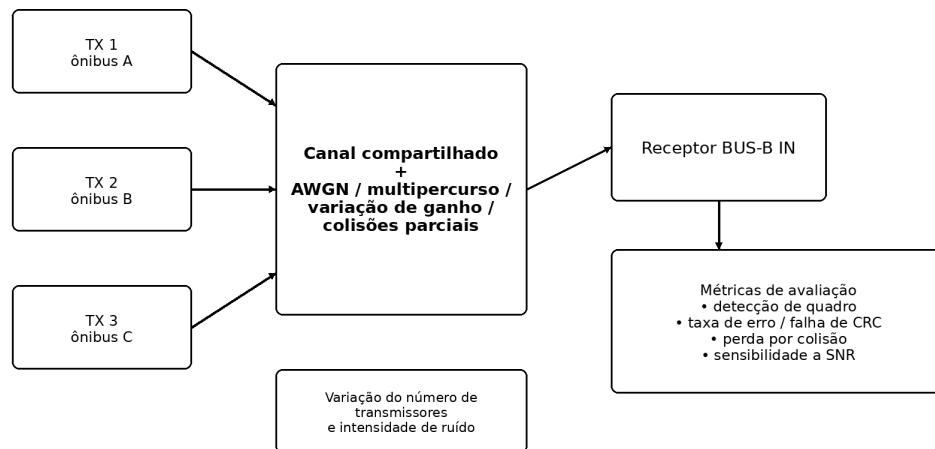 TX 1
ônibus A
TX 2
ônibus B
TX 3
ônibus C
Canal compartilhado
+
AWGN / multipercurso /
variação de ganho /
colisões parciais
Variação do número de
transmissores
e intensidade de ruído
Receptor BUS-B IN
Métricas de avaliação
• detecção de quadro
• taxa de erro / falha de CRC
• perda por colisão
• sensibilidade a SNR